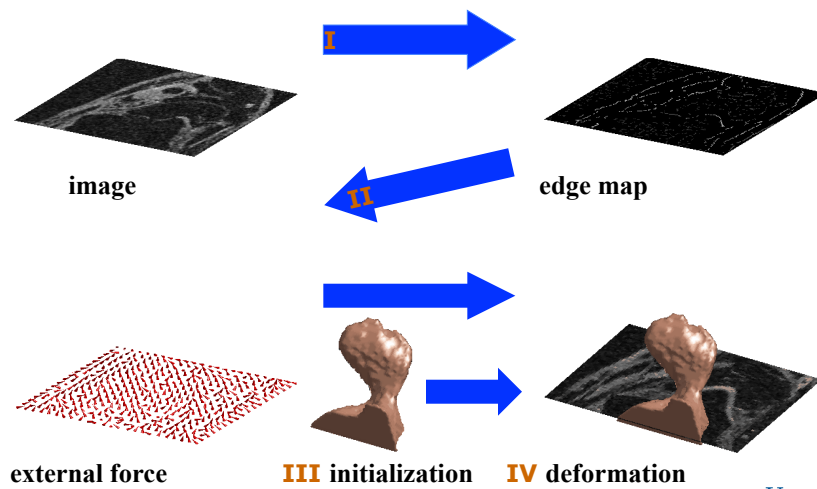 I
image
edge map
II
external force
III initialization
IV deformation